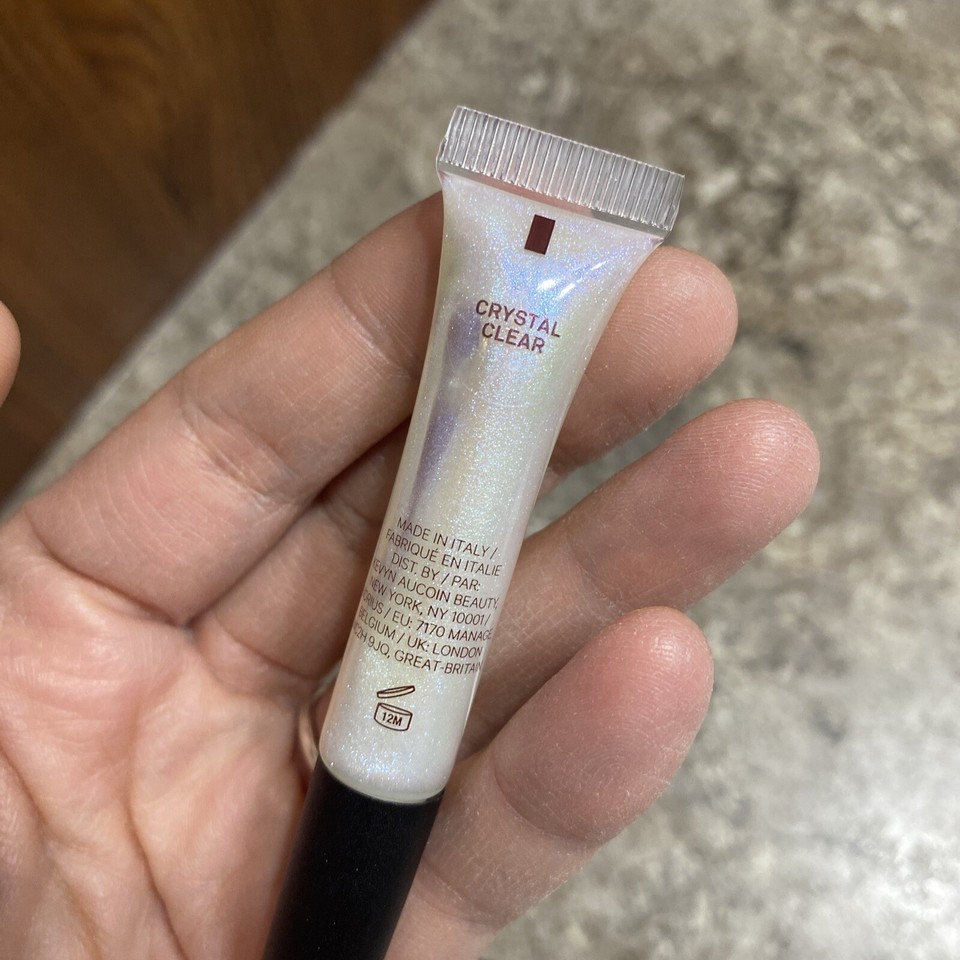 CRYSTAL
CLEAR
MADE IN ITALY /
FABRIQUÉ EN ITALIE
DIST. BY / PAR:
KEVYN AUCOIN BEAUTY,
NEW YORK, NY 10001 /
EU: 7170 MANAGE
BELGIUM / UK: LONDON
9JQ, GREAT-BRITAIN
12M